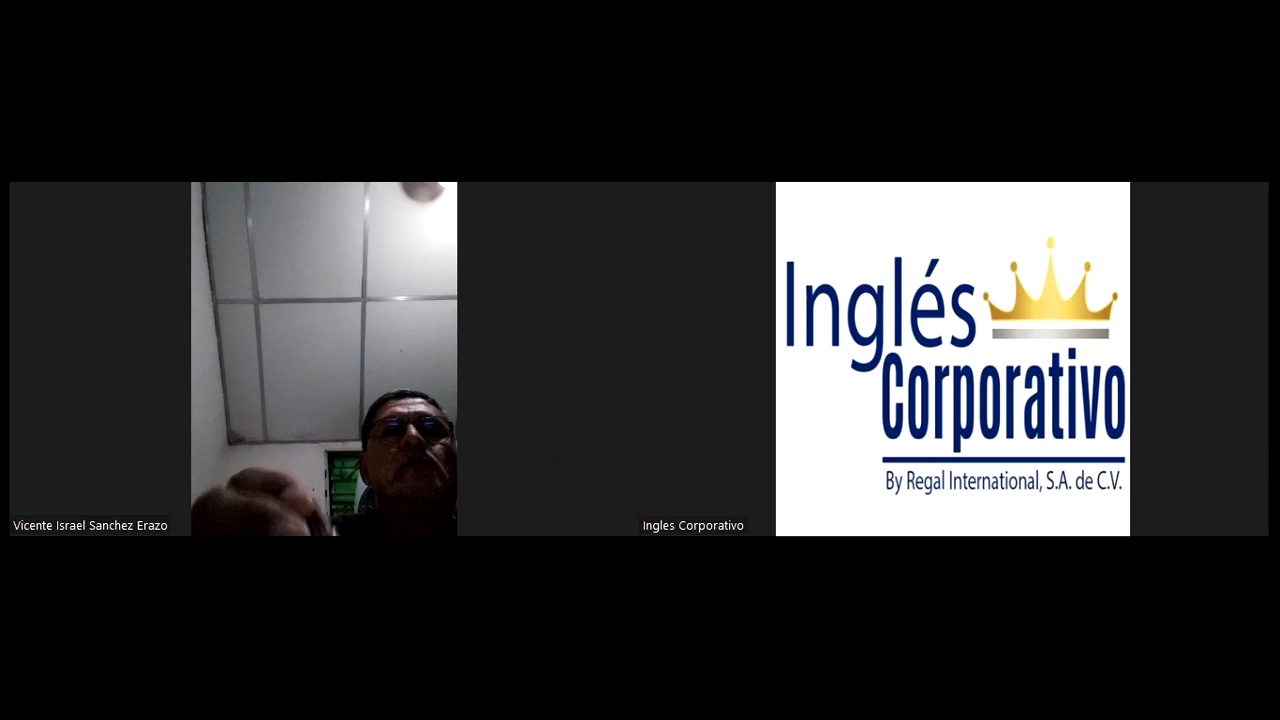 Inglés
Corporativo
By Regal International, S.A. de C.V.
Vicente Israel Sanchez Erazo
Ingles Corporativo